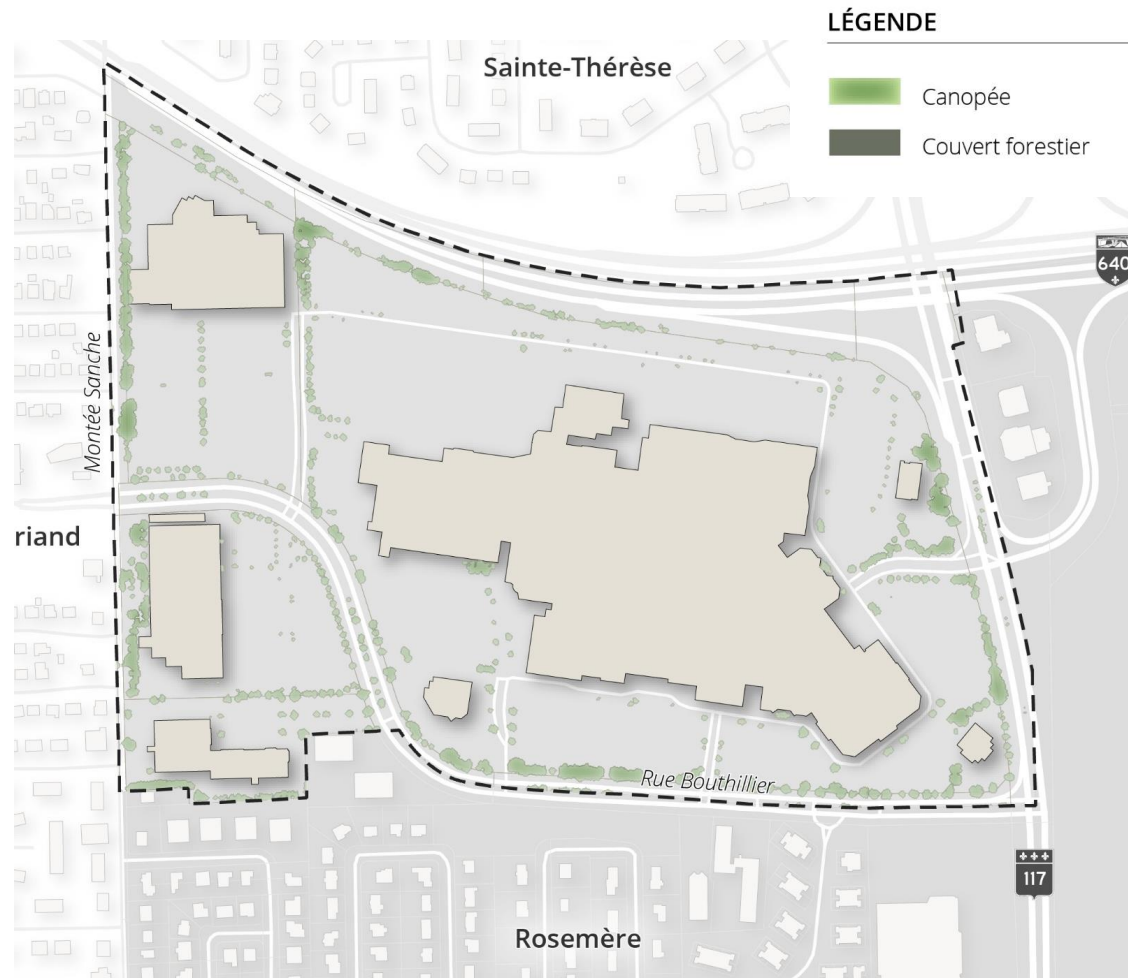 LÉGENDE
Sainte-Thérèse
Canopée
Couvert forestier
640
Montée Sanche
riand
Rue Bouthillier
117
Rosemère